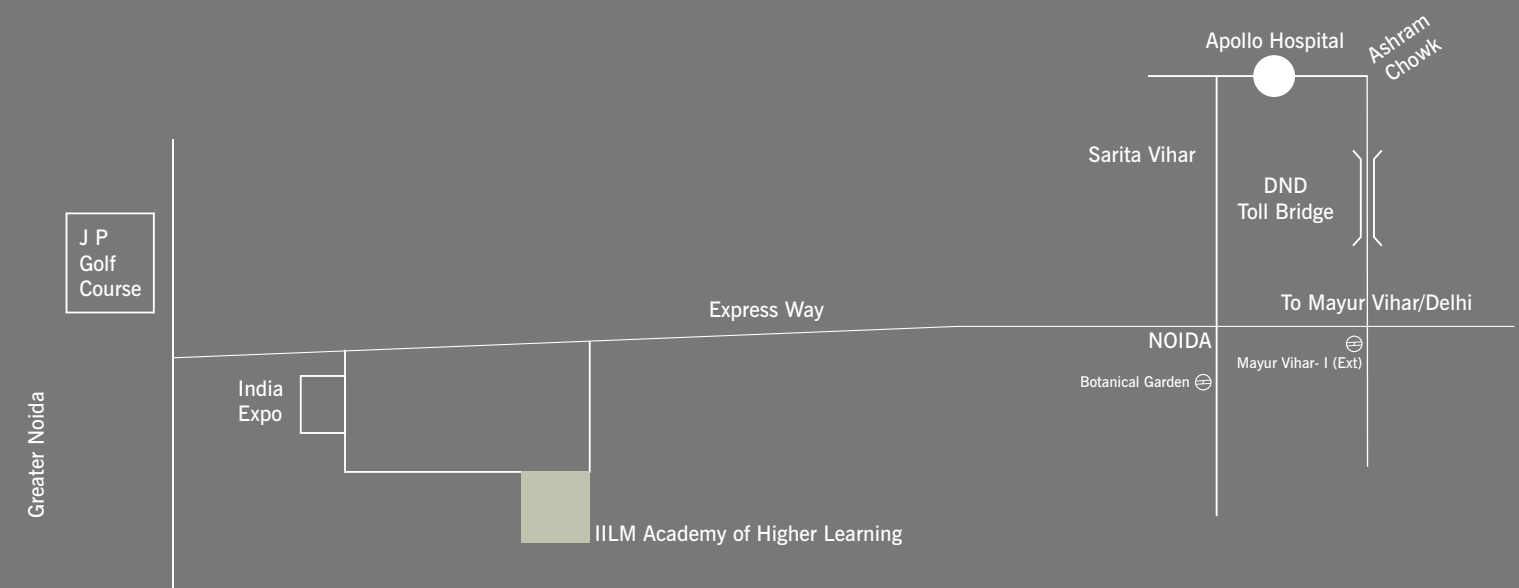 Apollo Hospital
Ashram
Chowk
Sarita Vihar
DND
Toll Bridge
J P
Golf
Course
Express Way
To Mayur Vihar/Delhi
NOIDA
Mayur Vihar- I (Ext)
Botanical Garden
India
Expo
Greater Noida
IILM Academy of Higher Learning